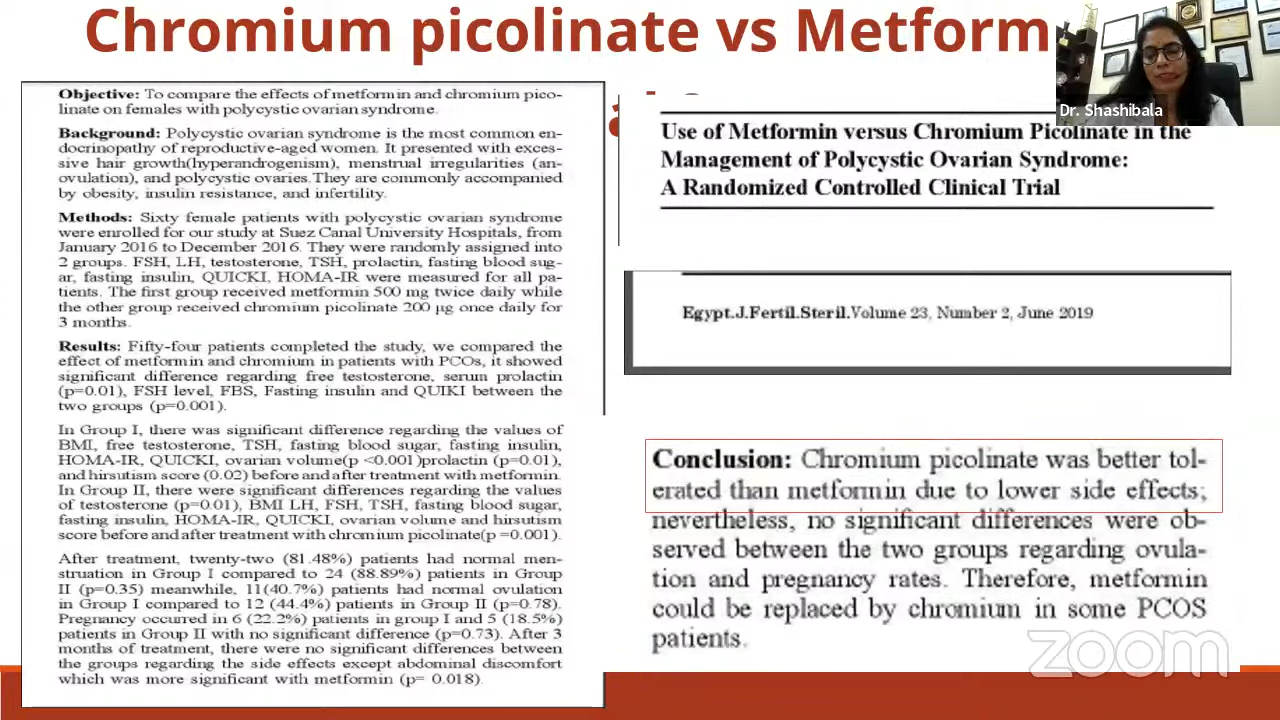 Chromium picolinate vs Metform
Dr. Shashibala
Objective: To compare the effects of metformin and chromium pico-
linate on females with polycystic ovarian syndrome.
Background: Polycystic ovarian syndrome is the most common en-
docrinopathy of reproductive-aged women. It presented with exces-
sive hair growth(hyperandrogenism), menstrual irregularities (an-
ovulation), and polycystic ovaries.They are commonly accompanied
by obesity, insulin resistance, and infertility.
Methods: Sixty female patients with polycystic ovarian syndrome
were enrolled for our study at Suez Canal University Hospitals, from
January 2016 to December 2016. They were randomly assigned into
2 groups. FSH, LH, testosterone, TSH, prolactin, fasting blood sug-
ar, fasting insulin, QUICKI, HOMA-IR were measured for all pa-
tients. The first group received metformin 500 mg twice daily while
the other group received chromium picolinate 200 μg once daily for
3 months.
Results: Fifty-four patients completed the study, we compared the
effect of metformin and chromium in patients with PCOs, it showed
significant difference regarding free testosterone, serum prolactin
(p=0.01), FSH level, FBS, Fasting insulin and QUIKI between the
two groups (p=0.001).
In Group I, there was significant difference regarding the values of
BMI, free testosterone, TSH, fasting blood sugar, fasting insulin,
HOMA-IR, QUICKI, ovarian volume(p <0.001)prolactin (p=0.01),
and hirsutism score (0.02) before and after treatment with metformin.
In Group II, there were significant differences regarding the values
of testosterone (p=0.01), BMI LH, FSH, TSH, fasting blood sugar,
fasting insulin, HOMA-IR, QUICKI, ovarian volume and hirsutism
score before and after treatment with chromium picolinate(p =0.001).
After treatment, twenty-two (81.48%) patients had normal men-
struation in Group I compared to 24 (88.89%) patients in Group
II (p=0.35) meanwhile, 11(40.7%) patients had normal ovulation
in Group I compared to 12 (44.4%) patients in Group II (p=0.78).
Pregnancy occurred in 6 (22.2%) patients in group I and 5 (18.5%)
patients in Group II with no significant difference (p=0.73). After 3
months of treatment, there were no significant differences between
the groups regarding the side effects except abdominal discomfort
which was more significant with metformin (p= 0.018).
Use of Metformin versus Chromium Picolinate in the
Management of Polycystic Ovarian Syndrome:
A Randomized Controlled Clinical Trial
Egypt.J.Fertil.Steril.Volume 23, Number 2, June 2019
Conclusion: Chromium picolinate was better tol-
erated than metformin due to lower side effects;
nevertheless, no significant differences were ob-
served between the two groups regarding ovula-
tion and pregnancy rates. Therefore, metformin
could be replaced by chromium in some PCOS
patients.
zoom